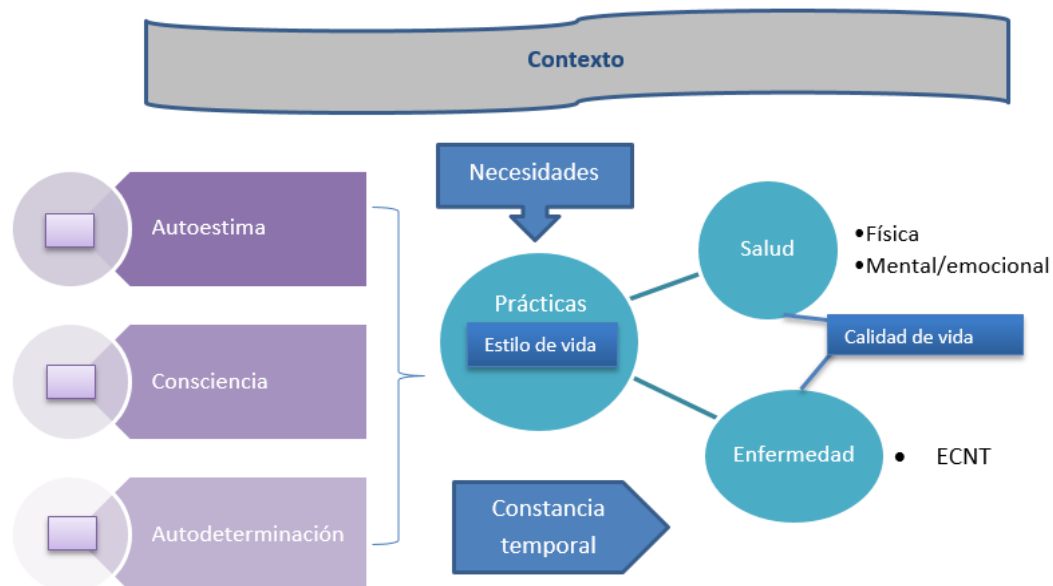 Contexto
Necesidades
Autoestima
Salud
•Física
•Mental/emocional
Prácticas
Estilo de vida
Calidad de vida
Consciencia
Enfermedad
• ECNT
Constancia
temporal
Autodeterminación